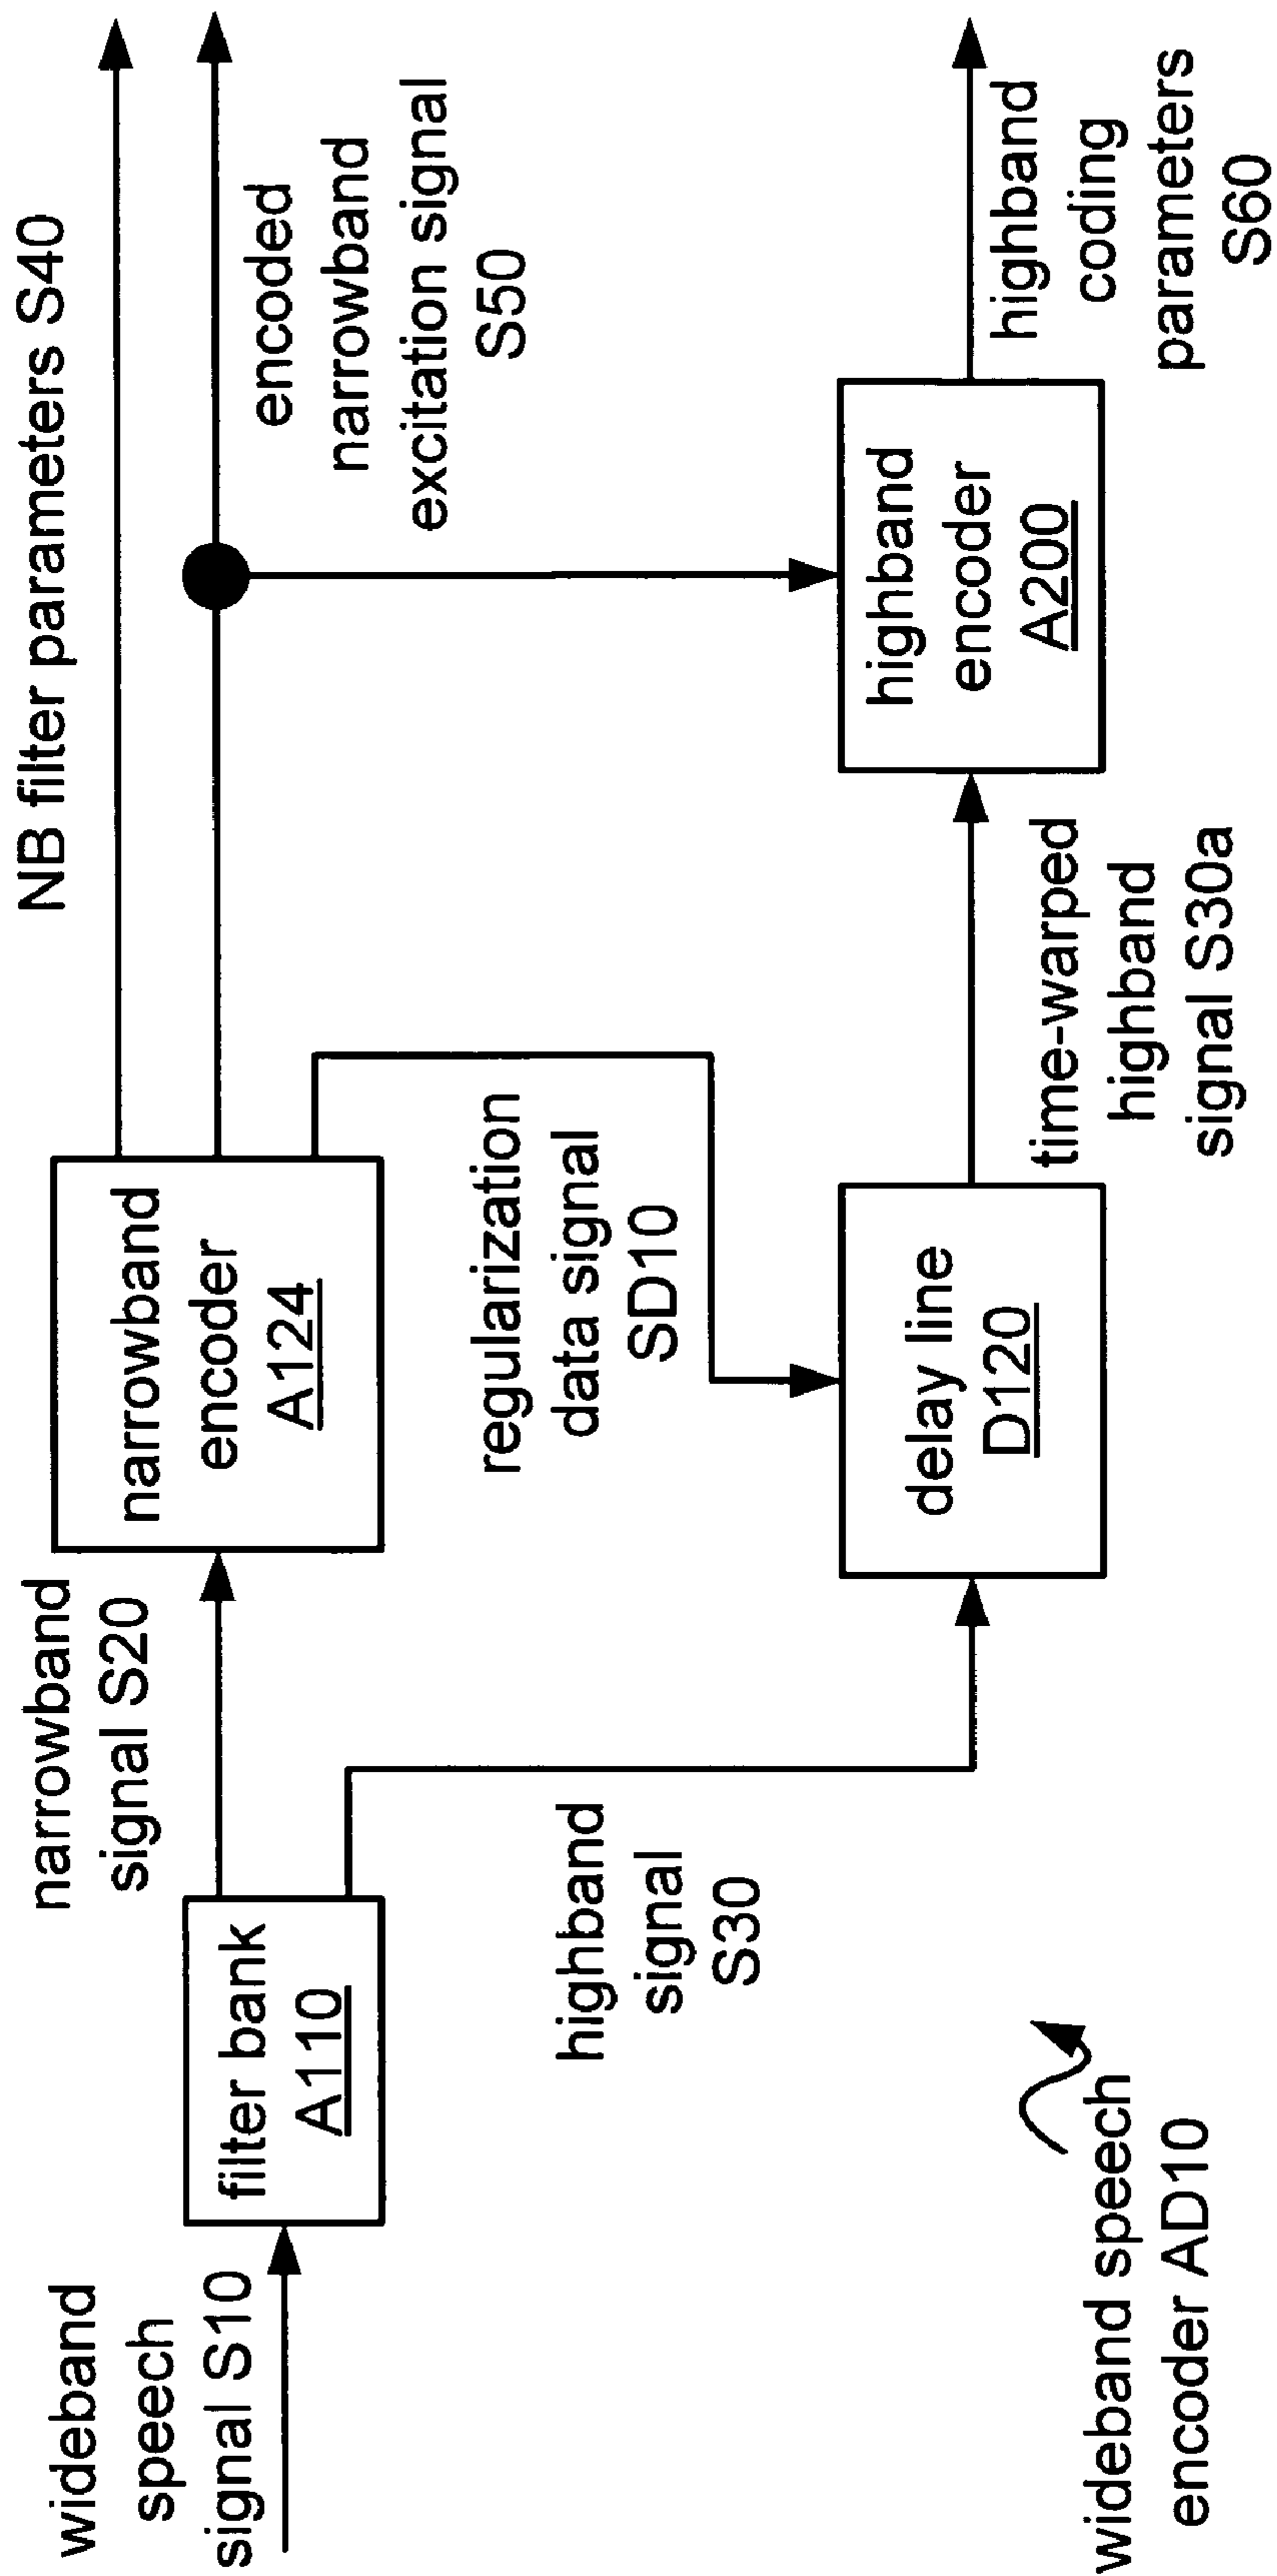 wideband
speech
signal S10
filter bank
A110
narrowband
signal S20
highband
signal
S30
narrowband
encoder
A124
regularization
data signal
SD10
delay line
D120
NB filter parameters S40
encoded
narrowband
excitation signal
S50
time-warped
highband
signal S30a
highband
encoder
A200
highband
coding
parameters
S60
wideband speech
encoder AD10